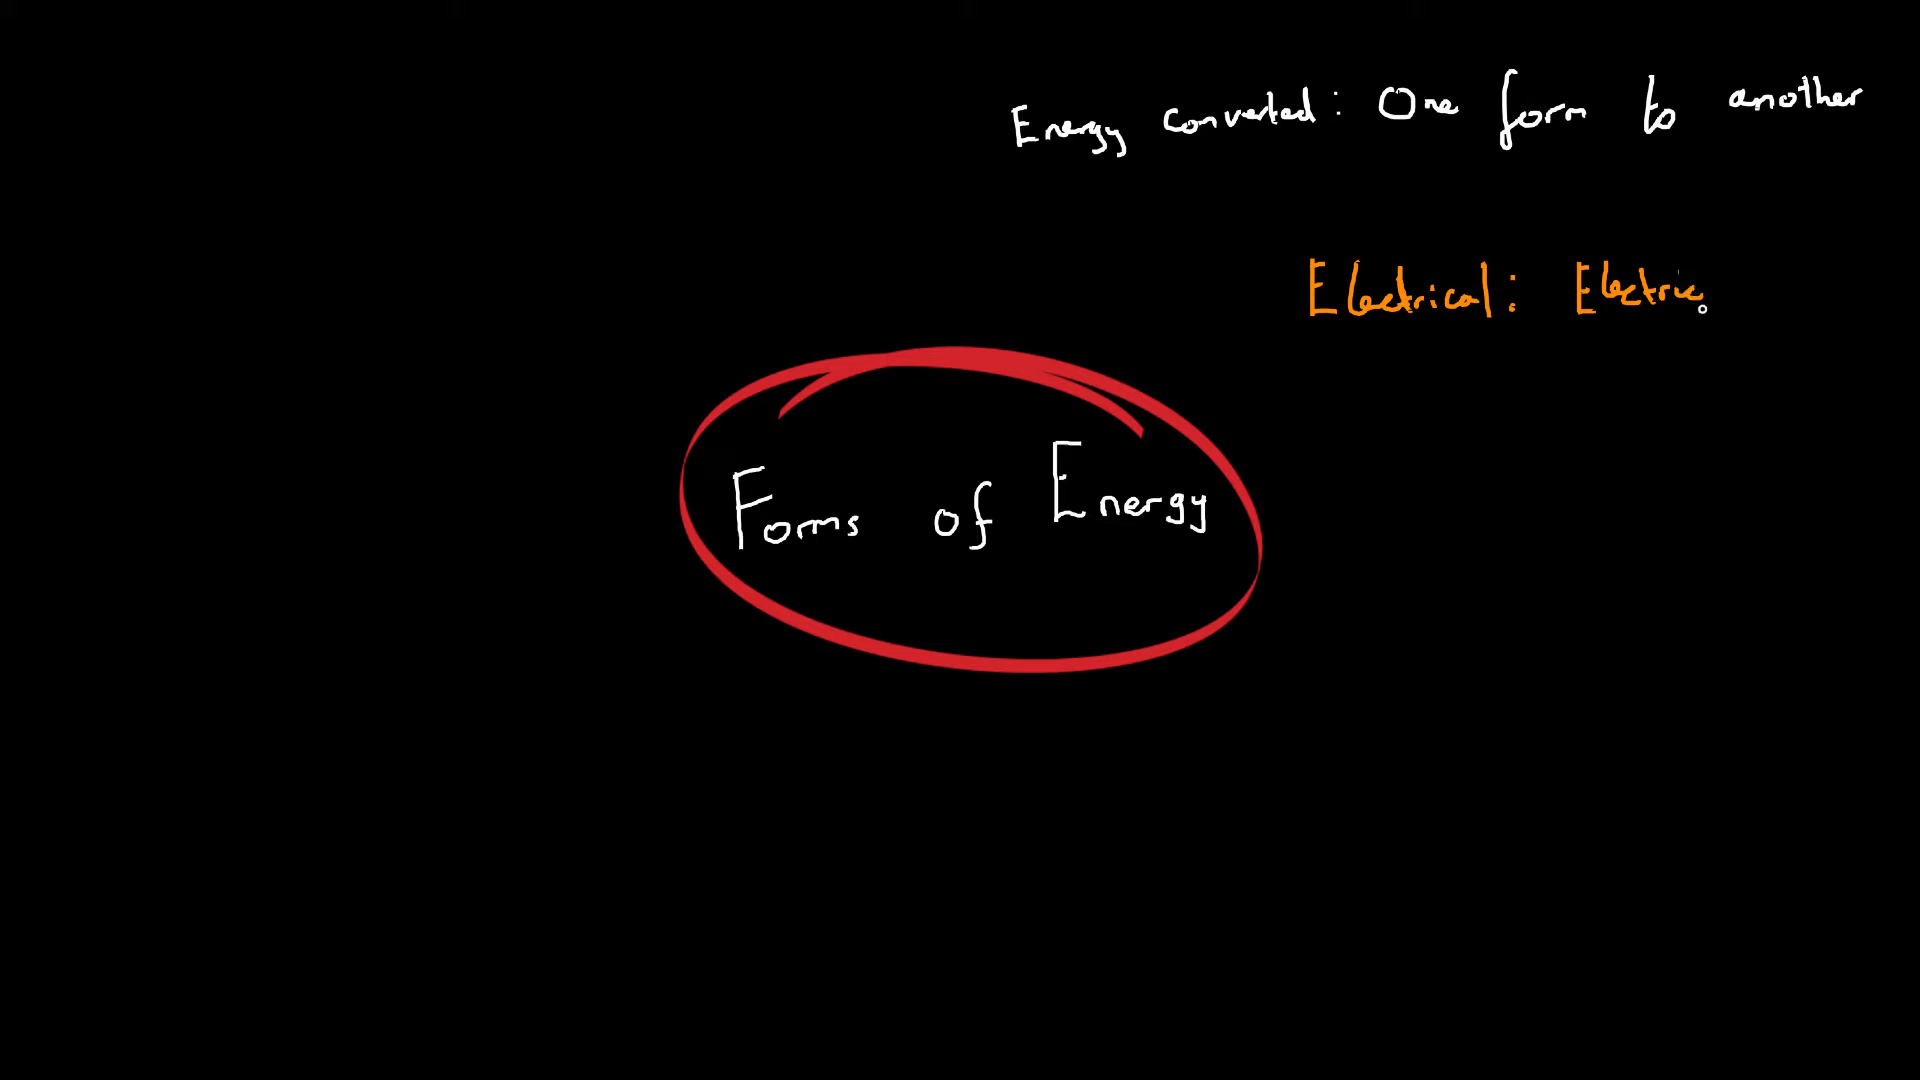 Energy converted: One form to another
Electrical: Electric
Forms of Energy